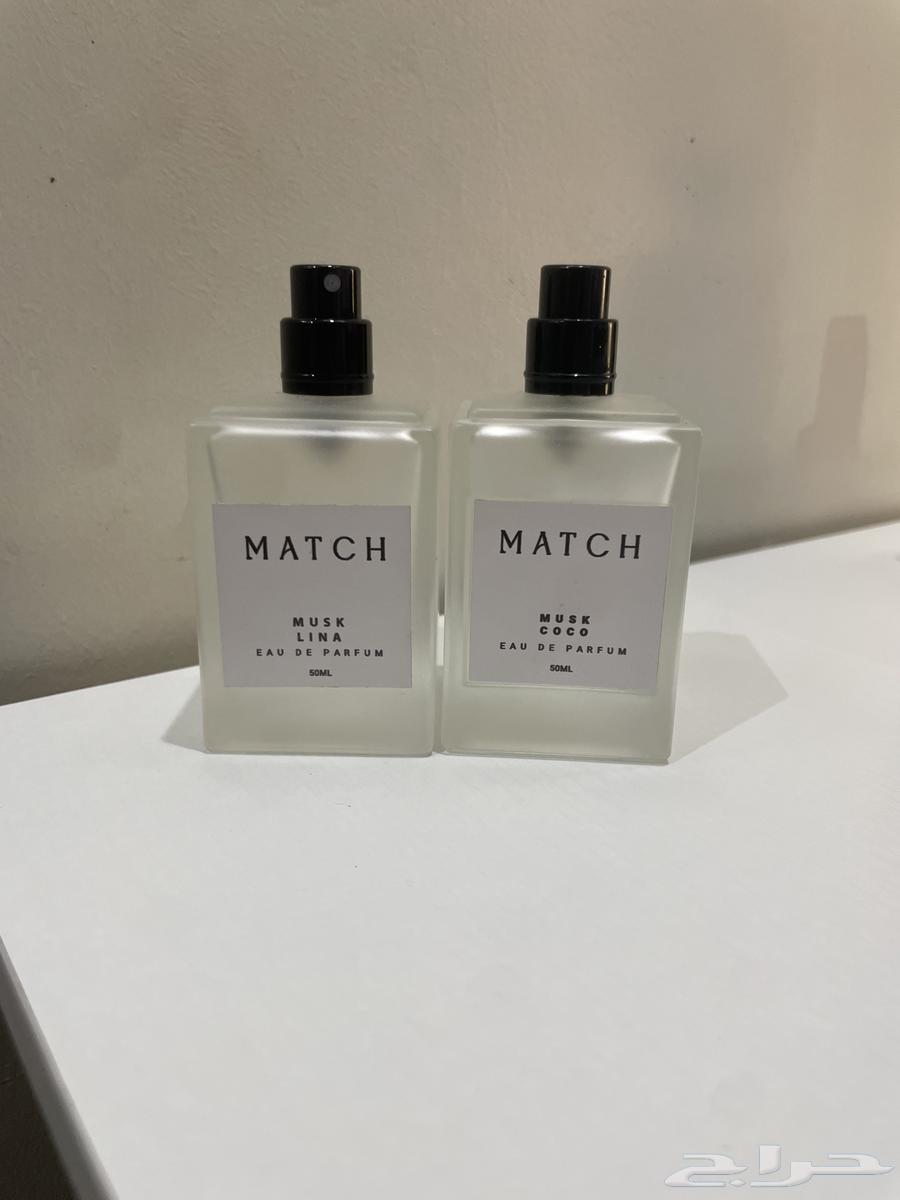 MATCH
MUSK
LINA
EAU DE PARFUM
50ML
MATCH
MUSK
COCO
EAU DE PARFUM
50ML
حراج